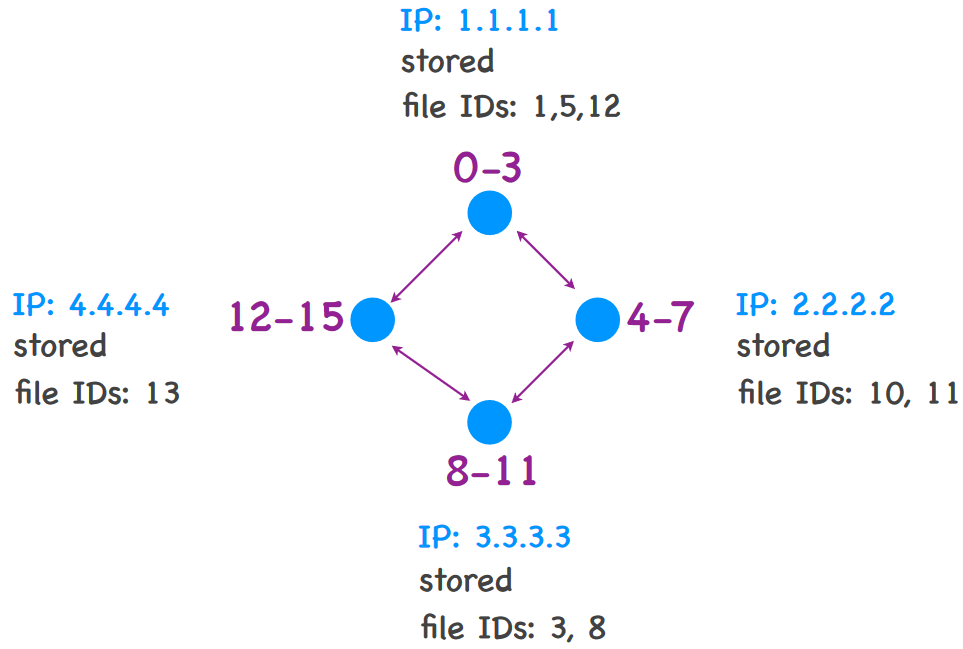 IP: 1.1.1.1
stored
file IDs: 1,5,12
0-3
IP: 4.4.4.4
stored
file IDs: 13
12-15
4-7
IP: 2.2.2.2
stored
file IDs: 10, 11
8-11
IP: 3.3.3.3
stored
file IDs: 3, 8